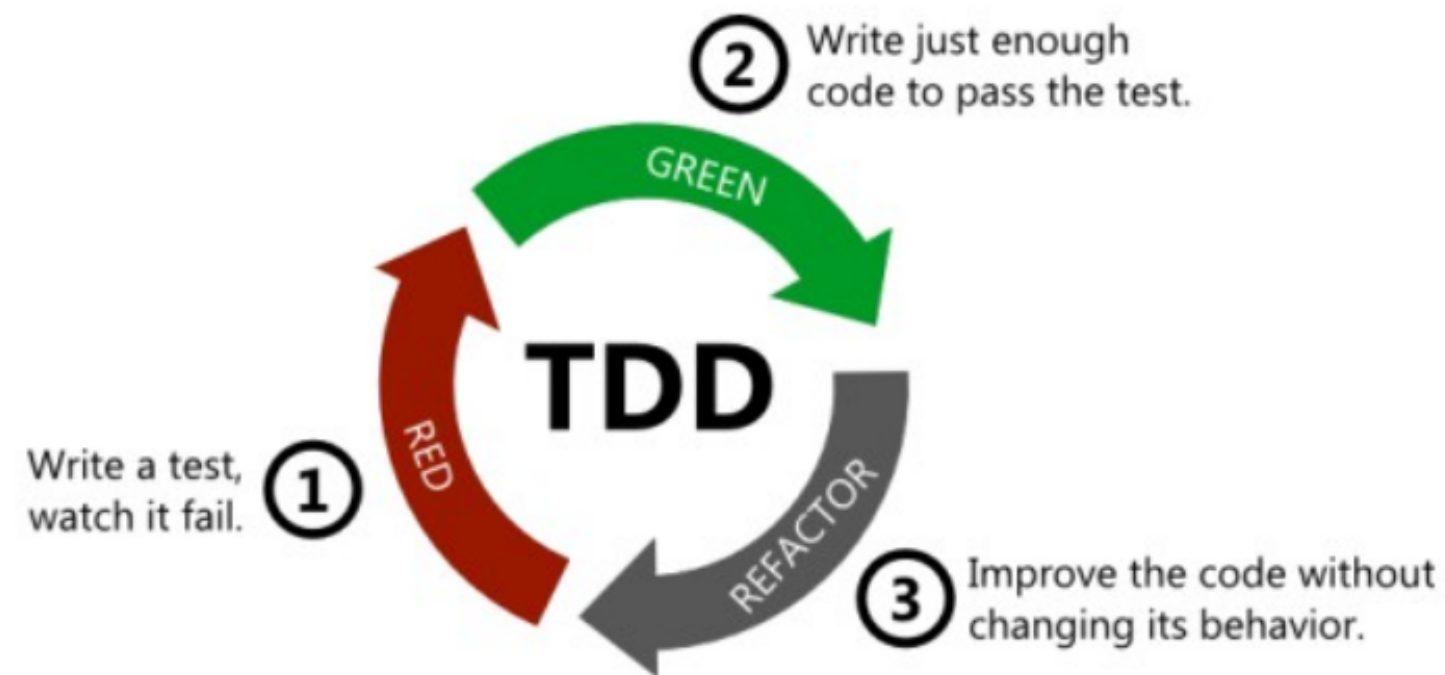 2
Write just enough
code to pass the test.
GREEN
TDD
RED
Write a test,
watch it fail.
1
REFACTOR
3
Improve the code without
changing its behavior.